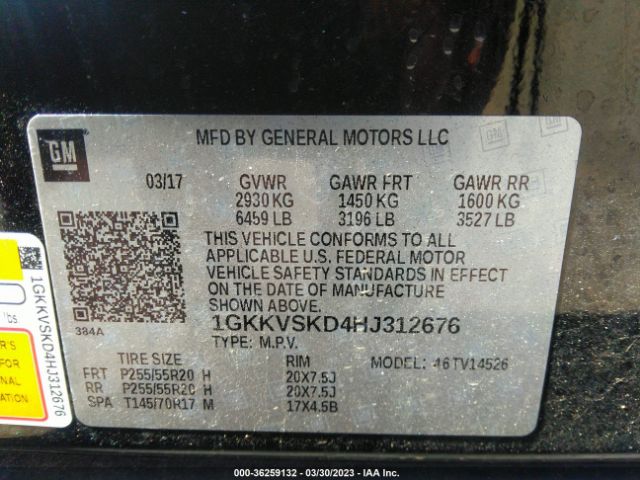 GM
MFD BY GENERAL MOTORS LLC
03/17 GVWR GAWR FRT GAWR RR
2930 KG 1450 KG 1600 KG
6459 LB 3196 LB 3527 LB
THIS VEHICLE CONFORMS TO ALL
APPLICABLE U.S. FEDERAL MOTOR
VEHICLE SAFETY STANDARDS IN EFFECT
ON THE DATE OF MANUFACTURE
SHOWN ABOVE.
384A
1GKKVSKD4HJ312676
TYPE: M.P.V.
TIRE SIZE RIM MODEL: 46TV14526
FRT P255/55R20 H 20X7.5J
RR P255/55R20 H 20X7.5J
SPA T145/70R17 M 17X4.5B
1GKKVSKD4HJ312676
lbs
R'S
FOR
NAL
ATION
000-36259132 - 03/30/2023 - IAA Inc.